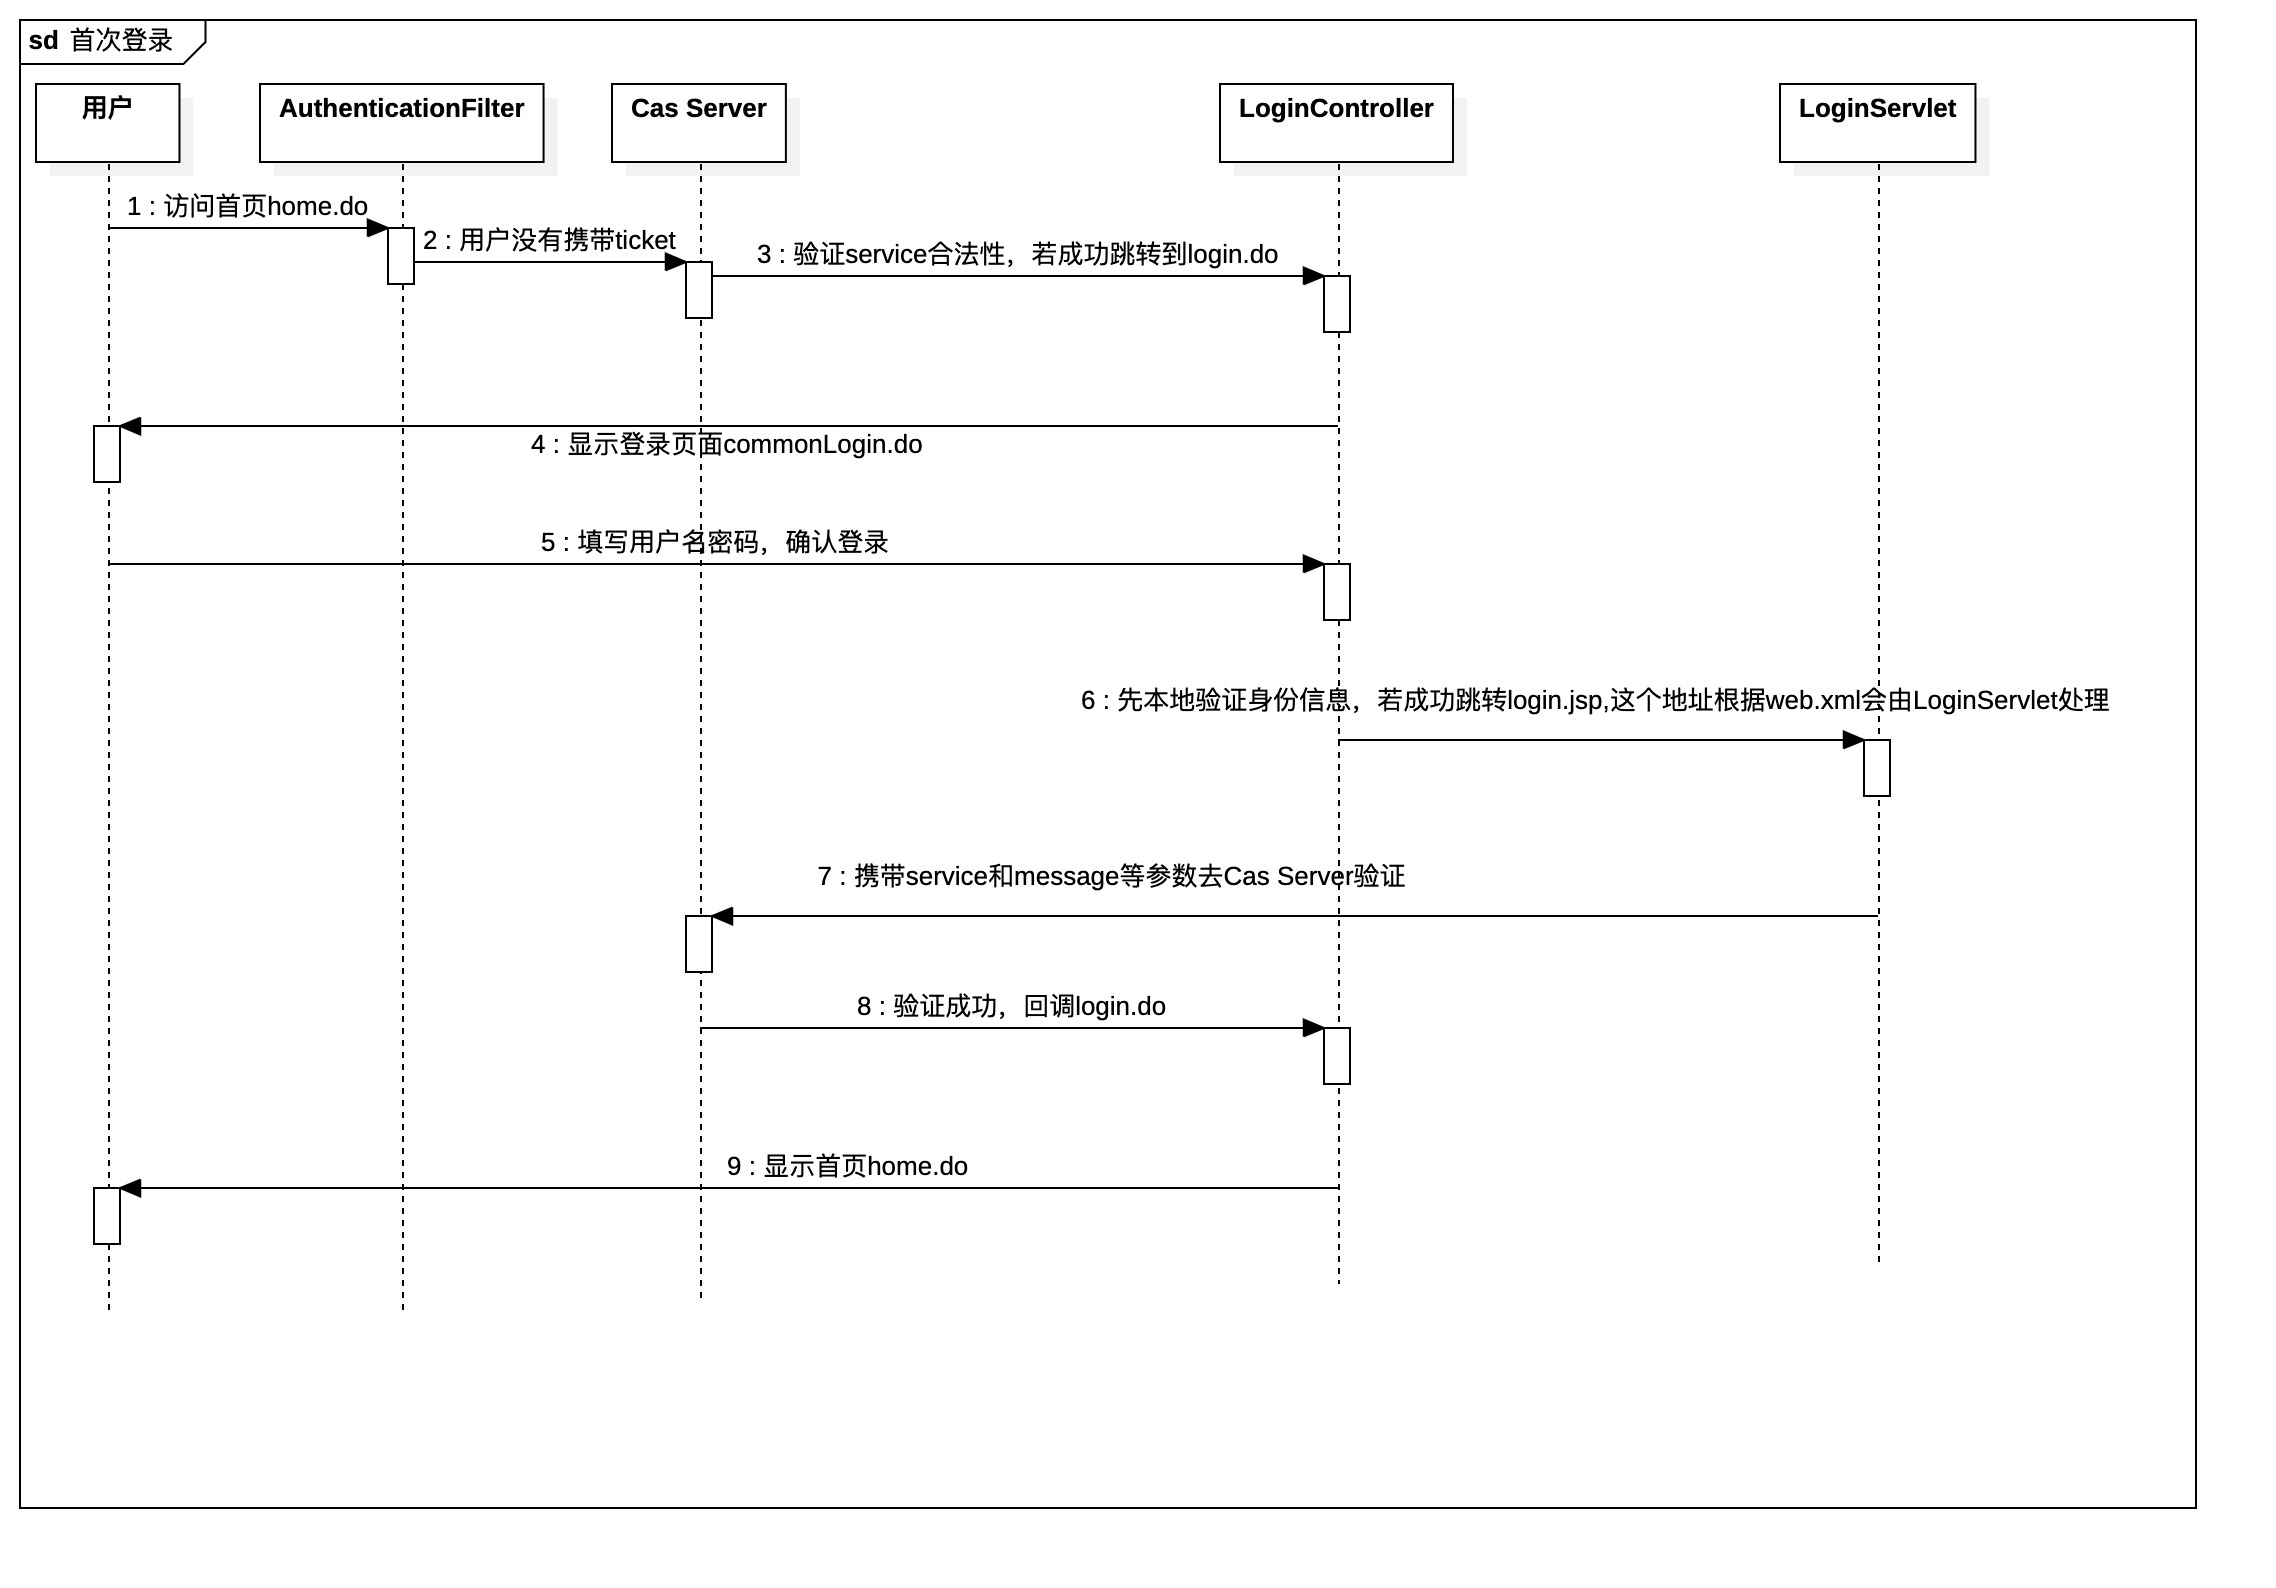 sd 首次登录
用户
AuthenticationFilter
Cas Server
LoginController
LoginServlet
1 : 访问首页home.do
2 : 用户没有携带ticket
3 : 验证service合法性，若成功跳转到login.do
4 : 显示登录页面commonLogin.do
5 : 填写用户名密码，确认登录
6 : 先本地验证身份信息，若成功跳转login.jsp,这个地址根据web.xml会由LoginServlet处理
7 : 携带service和message等参数去Cas Server验证
8 : 验证成功，回调login.do
9 : 显示首页home.do